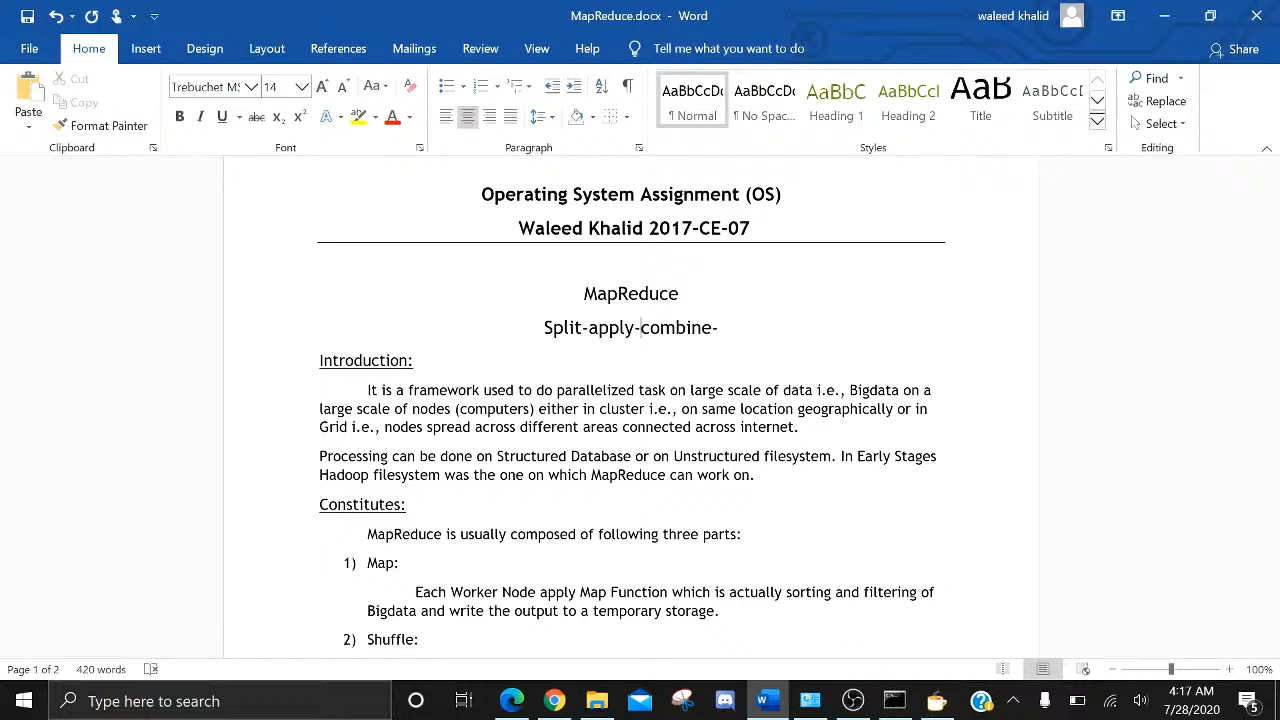 MapReduce.docx - Word
waleed khalid
File Home Insert Design Layout References Mailings Review View Help Tell me what you want to do Share
Paste
Cut
Copy
Format Painter
Clipboard
Trebuchet MS 14
Font
Paragraph
AaBbCcDc AaBbCcDc AaBbC AaBbCcI AaB AaBbCcD
¶ Normal ¶ No Spac... Heading 1 Heading 2 Title Subtitle
Styles
Find
Replace
Select
Editing
Operating System Assignment (OS)
Waleed Khalid 2017-CE-07
MapReduce
Split-apply-combine-
Introduction:
It is a framework used to do parallelized task on large scale of data i.e., Bigdata on a
large scale of nodes (computers) either in cluster i.e., on same location geographically or in
Grid i.e., nodes spread across different areas connected across internet.
Processing can be done on Structured Database or on Unstructured filesystem. In Early Stages
Hadoop filesystem was the one on which MapReduce can work on.
Constitutes:
MapReduce is usually composed of following three parts:
1) Map:
Each Worker Node apply Map Function which is actually sorting and filtering of
Bigdata and write the output to a temporary storage.
2) Shuffle:
Page 1 of 2 420 words 100%
Type here to search
4:17 AM
7/28/2020
5